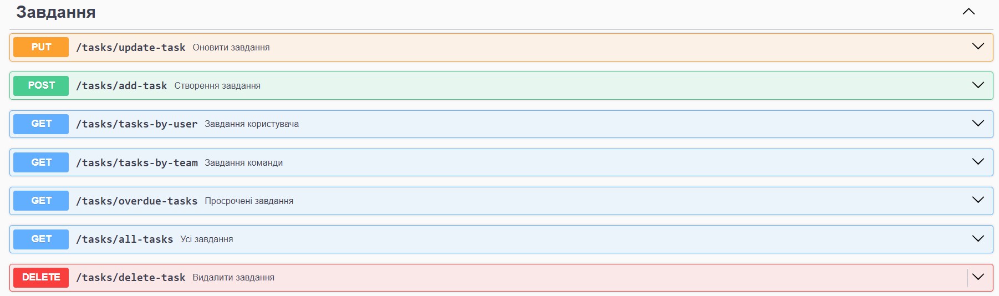 Завдання
PUT /tasks/update-task Оновити завдання
POST /tasks/add-task Створення завдання
GET /tasks/tasks-by-user Завдання користувача
GET /tasks/tasks-by-team Завдання команди
GET /tasks/overdue-tasks Просрочені завдання
GET /tasks/all-tasks Усі завдання
DELETE /tasks/delete-task Видалити завдання